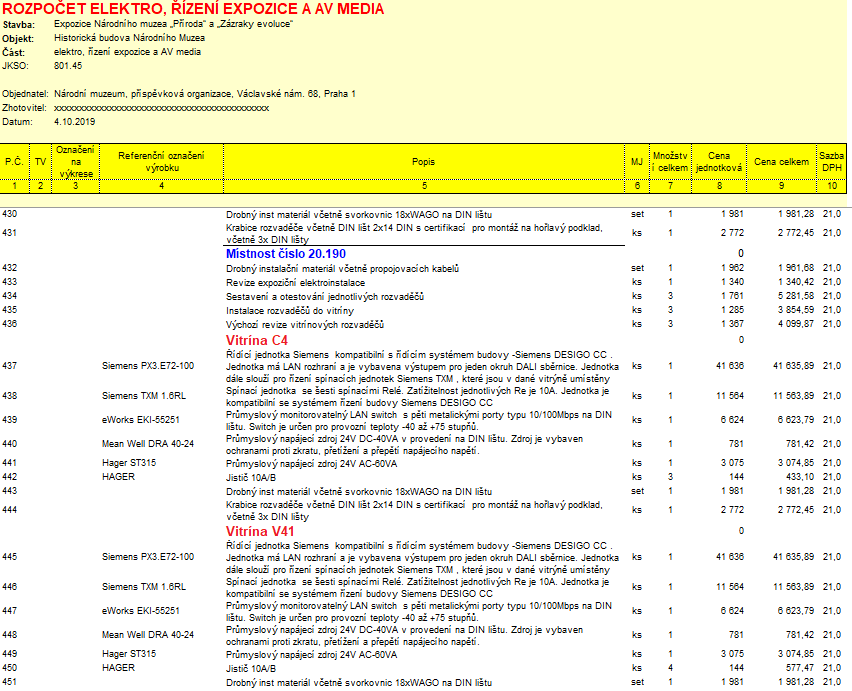 ROZPOČET ELEKTRO, ŘÍZENÍ EXPOZICE A AV MEDIA
Stavba: Expozice Národního muzea „Příroda“ a „Zázraky evoluce“
Objekt: Historická budova Národního Muzea
Část: elektro, řízení expozice a AV media
JKSO: 801.45
Objednatel: Národní muzeum, příspěvková organizace, Václavské nám. 68, Praha 1
Zhotovitel:
Datum: 4.10.2019
P.Č. TV Označení na výkrese Referenční označení výrobku Popis MJ Množství celkem Cena jednotková Cena celkem Sazba DPH
1 2 3 4 5 6 7 8 9 10
430 Drobný inst materiál včetně svorkovnic 18xWAGO na DIN lištu set 1 1 981 1 981,28 21,0
431 Krabice rozvaděče včetně DIN lišt 2x14 DIN s certifikací pro montáž na hořlavý podklad, ks 1 2 772 2 772,45 21,0
včetně 3x DIN lišty
Místnost číslo 20.190 0
432 Drobný instalační materiál včetně propojovacích kabelů set 1 1 962 1 961,68 21,0
433 Revize expoziční elektroinstalace ks 1 1 340 1 340,42 21,0
434 Sestavení a otestování jednotlivých rozvaděčů ks 3 1 761 5 281,58 21,0
435 Instalace rozvaděčů do vitríny ks 3 1 285 3 854,59 21,0
436 Výchozí revize vitrínových rozvaděčů ks 3 1 367 4 099,87 21,0
Vitrína C4 0
Řídící jednotka Siemens kompatibilní s řídícím systémem budovy -Siemens DESIGO CC .
437 Siemens PX3.E72-100 Jednotka má LAN rozhraní a je vybavena výstupem pro jeden okruh DALI sběrnice. Jednotka ks 1 41 636 41 635,89 21,0
dále slouží pro řízení spínacích jednotek Siemens TXM , které jsou v dané vitrýně umístěny
438 Siemens TXM 1.6RL Spínací jednotka se šesti spínacími Relé. Zatížitelnost jednotlivých Re je 10A. Jednotka je ks 1 11 564 11 563,89 21,0
kompatibilní se systémem řízení budovy Siemens DESIGO CC
439 eWorks EKI-55251 Průmyslový monitorovatelný LAN switch s pěti metalickými porty typu 10/100Mbps na DIN ks 1 6 624 6 623,79 21,0
lištu. Switch je určen pro provozní teploty -40 až +75 stupňů.
440 Mean Well DRA 40-24 Průmyslový napájecí zdroj 24V DC-40VA v provedení na DIN lištu. Zdroj je vybaven ks 1 781 781,42 21,0
ochranami proti zkratu, přetížení a přepětí napájecího napětí.
441 Hager ST315 Průmyslový napájecí zdroj 24V AC-60VA ks 1 3 075 3 074,85 21,0
442 HAGER Jistič 10A/B ks 3 144 433,10 21,0
443 Drobný inst materiál včetně svorkovnic 18xWAGO na DIN lištu set 1 1 981 1 981,28 21,0
444 Krabice rozvaděče včetně DIN lišt 2x14 DIN s certifikací pro montáž na hořlavý podklad, ks 1 2 772 2 772,45 21,0
včetně 3x DIN lišty
Vitrína V41 0
Řídící jednotka Siemens kompatibilní s řídícím systémem budovy -Siemens DESIGO CC .
445 Siemens PX3.E72-100 Jednotka má LAN rozhraní a je vybavena výstupem pro jeden okruh DALI sběrnice. Jednotka ks 1 41 636 41 635,89 21,0
dále slouží pro řízení spínacích jednotek Siemens TXM , které jsou v dané vitrýně umístěny
446 Siemens TXM 1.6RL Spínací jednotka se šesti spínacími Relé. Zatížitelnost jednotlivých Re je 10A. Jednotka je ks 1 11 564 11 563,89 21,0
kompatibilní se systémem řízení budovy Siemens DESIGO CC
447 eWorks EKI-55251 Průmyslový monitorovatelný LAN switch s pěti metalickými porty typu 10/100Mbps na DIN ks 1 6 624 6 623,79 21,0
lištu. Switch je určen pro provozní teploty -40 až +75 stupňů.
448 Mean Well DRA 40-24 Průmyslový napájecí zdroj 24V DC-40VA v provedení na DIN lištu. Zdroj je vybaven ks 1 781 781,42 21,0
ochranami proti zkratu, přetížení a přepětí napájecího napětí.
449 Hager ST315 Průmyslový napájecí zdroj 24V AC-60VA ks 1 3 075 3 074,85 21,0
450 HAGER Jistič 10A/B ks 4 144 577,47 21,0
451 Drobný inst materiál včetně svorkovnic 18xWAGO na DIN lištu set 1 1 981 1 981,28 21,0